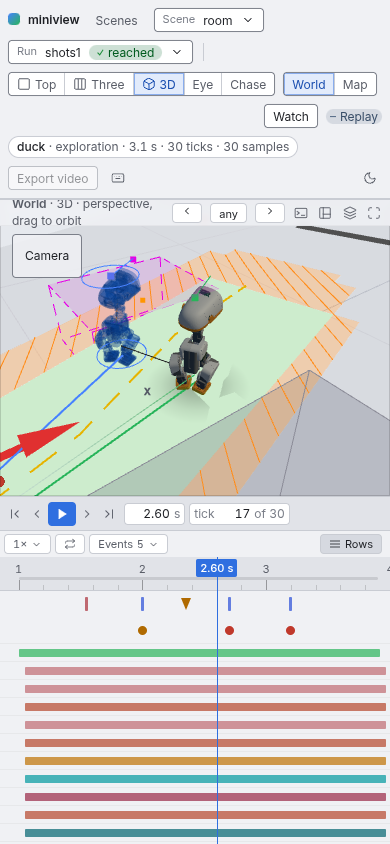 miniview
Scenes
Scene room
Run shots1 ✓ reached
Top
Three
3D
Eye
Chase
World
Map
Watch
– Replay
duck · exploration · 3.1 s · 30 ticks · 30 samples
Export video
World · 3D · perspective,
drag to orbit
any
Camera
x
2.60 s
tick 17 of 30
1×
Events 5
Rows
1
2
2.60 s
3
4